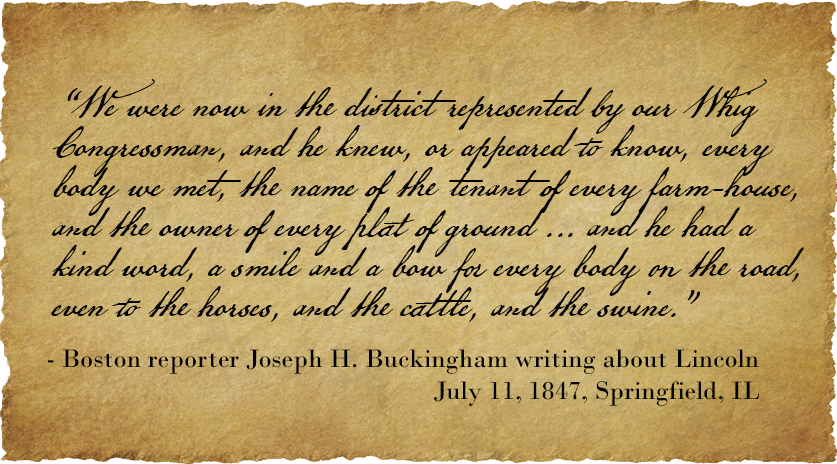 “We were now in the district represented by our Whig
Congressman, and he knew, or appeared to know, every
body we met, the name of the tenant of every farm-house,
and the owner of every plat of ground ... and he had a
kind word, a smile and a bow for every body on the road,
even to the horses, and the cattle, and the swine.”
- Boston reporter Joseph H. Buckingham writing about Lincoln
July 11, 1847, Springfield, IL